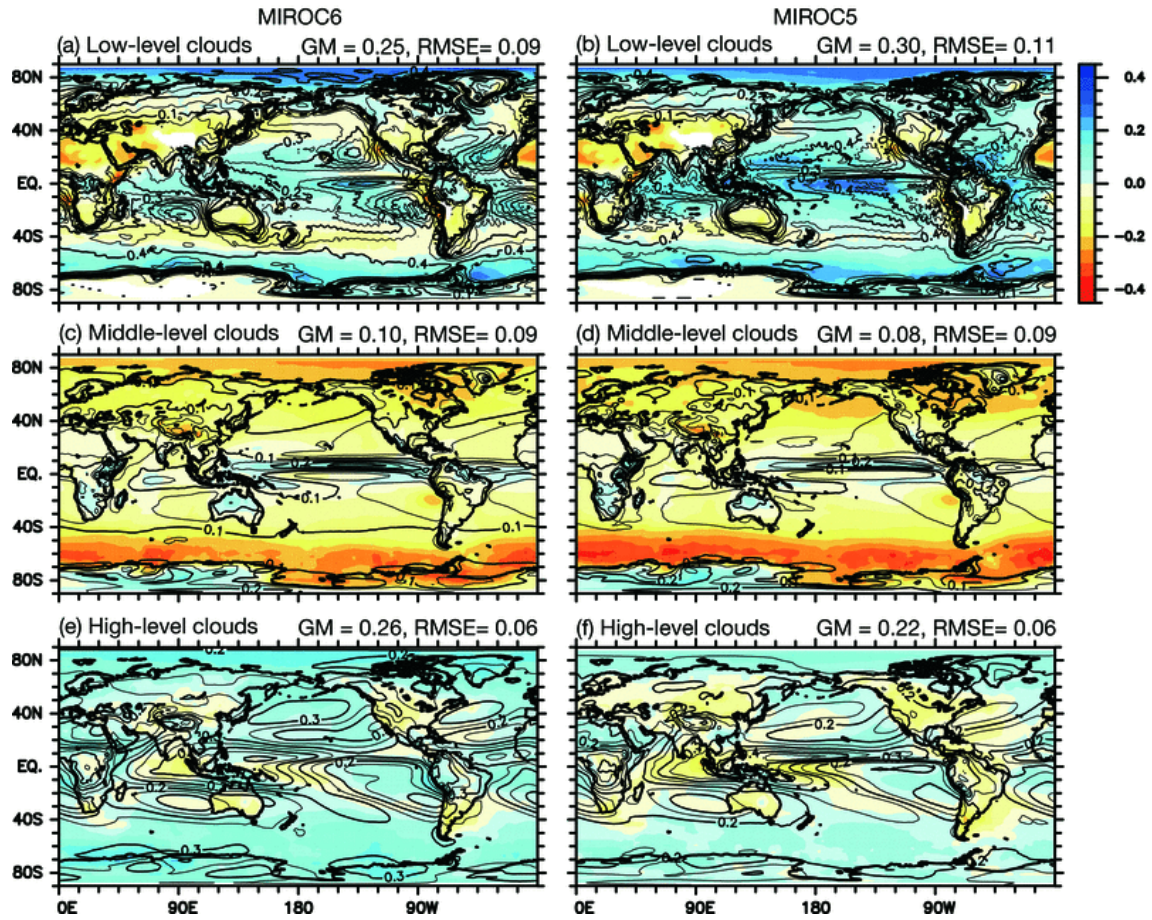 MIROC6 MIROC5
(a) Low-level clouds GM = 0.25, RMSE= 0.09
(b) Low-level clouds GM = 0.30, RMSE= 0.11
80N
40N
EQ.
40S
80S
0.4
0.2
0.0
-0.2
-0.4
(c) Middle-level clouds GM = 0.10, RMSE= 0.09
(d) Middle-level clouds GM = 0.08, RMSE= 0.09
80N
40N
EQ.
40S
80S
(e) High-level clouds GM = 0.26, RMSE= 0.06
(f) High-level clouds GM = 0.22, RMSE= 0.06
80N
40N
EQ.
40S
80S
0E 90E 180 90W
0E 90E 180 90W